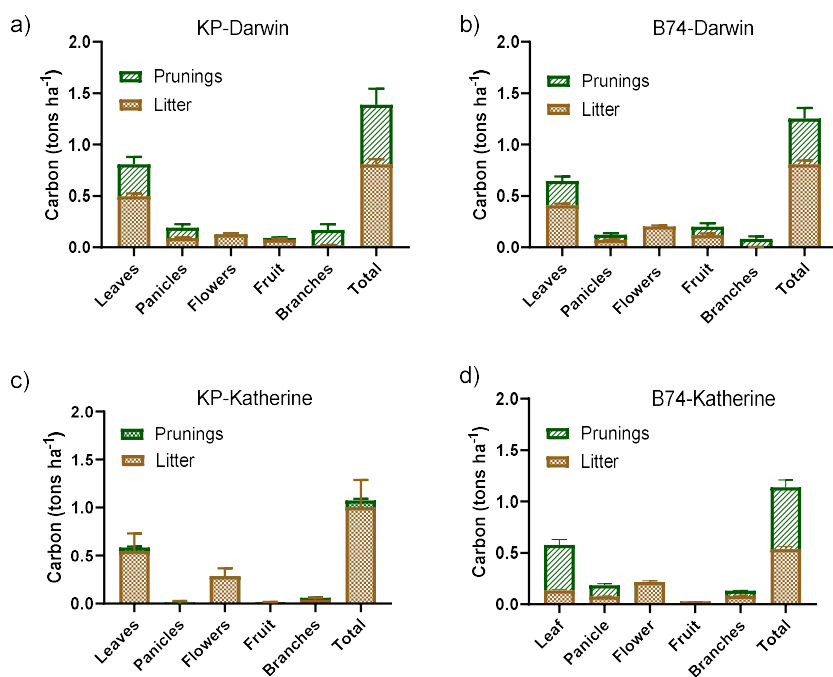 a)
KP-Darwin
Carbon (tons ha-1)
2.0
1.5
1.0
0.5
0.0
Prunings
Litter
Leaves
Panicles
Flowers
Fruit
Branches
Total
b)
B74-Darwin
Carbon (tons ha-1)
2.0
1.5
1.0
0.5
0.0
Prunings
Litter
Leaves
Panicles
Flowers
Fruit
Branches
Total
c)
KP-Katherine
Carbon (tons ha-1)
2.0
1.5
1.0
0.5
0.0
Prunings
Litter
Leaves
Panicles
Flowers
Fruit
Branches
Total
d)
B74-Katherine
Carbon (tons ha-1)
2.0
1.5
1.0
0.5
0.0
Prunings
Litter
Leaf
Panicle
Flower
Fruit
Branches
Total